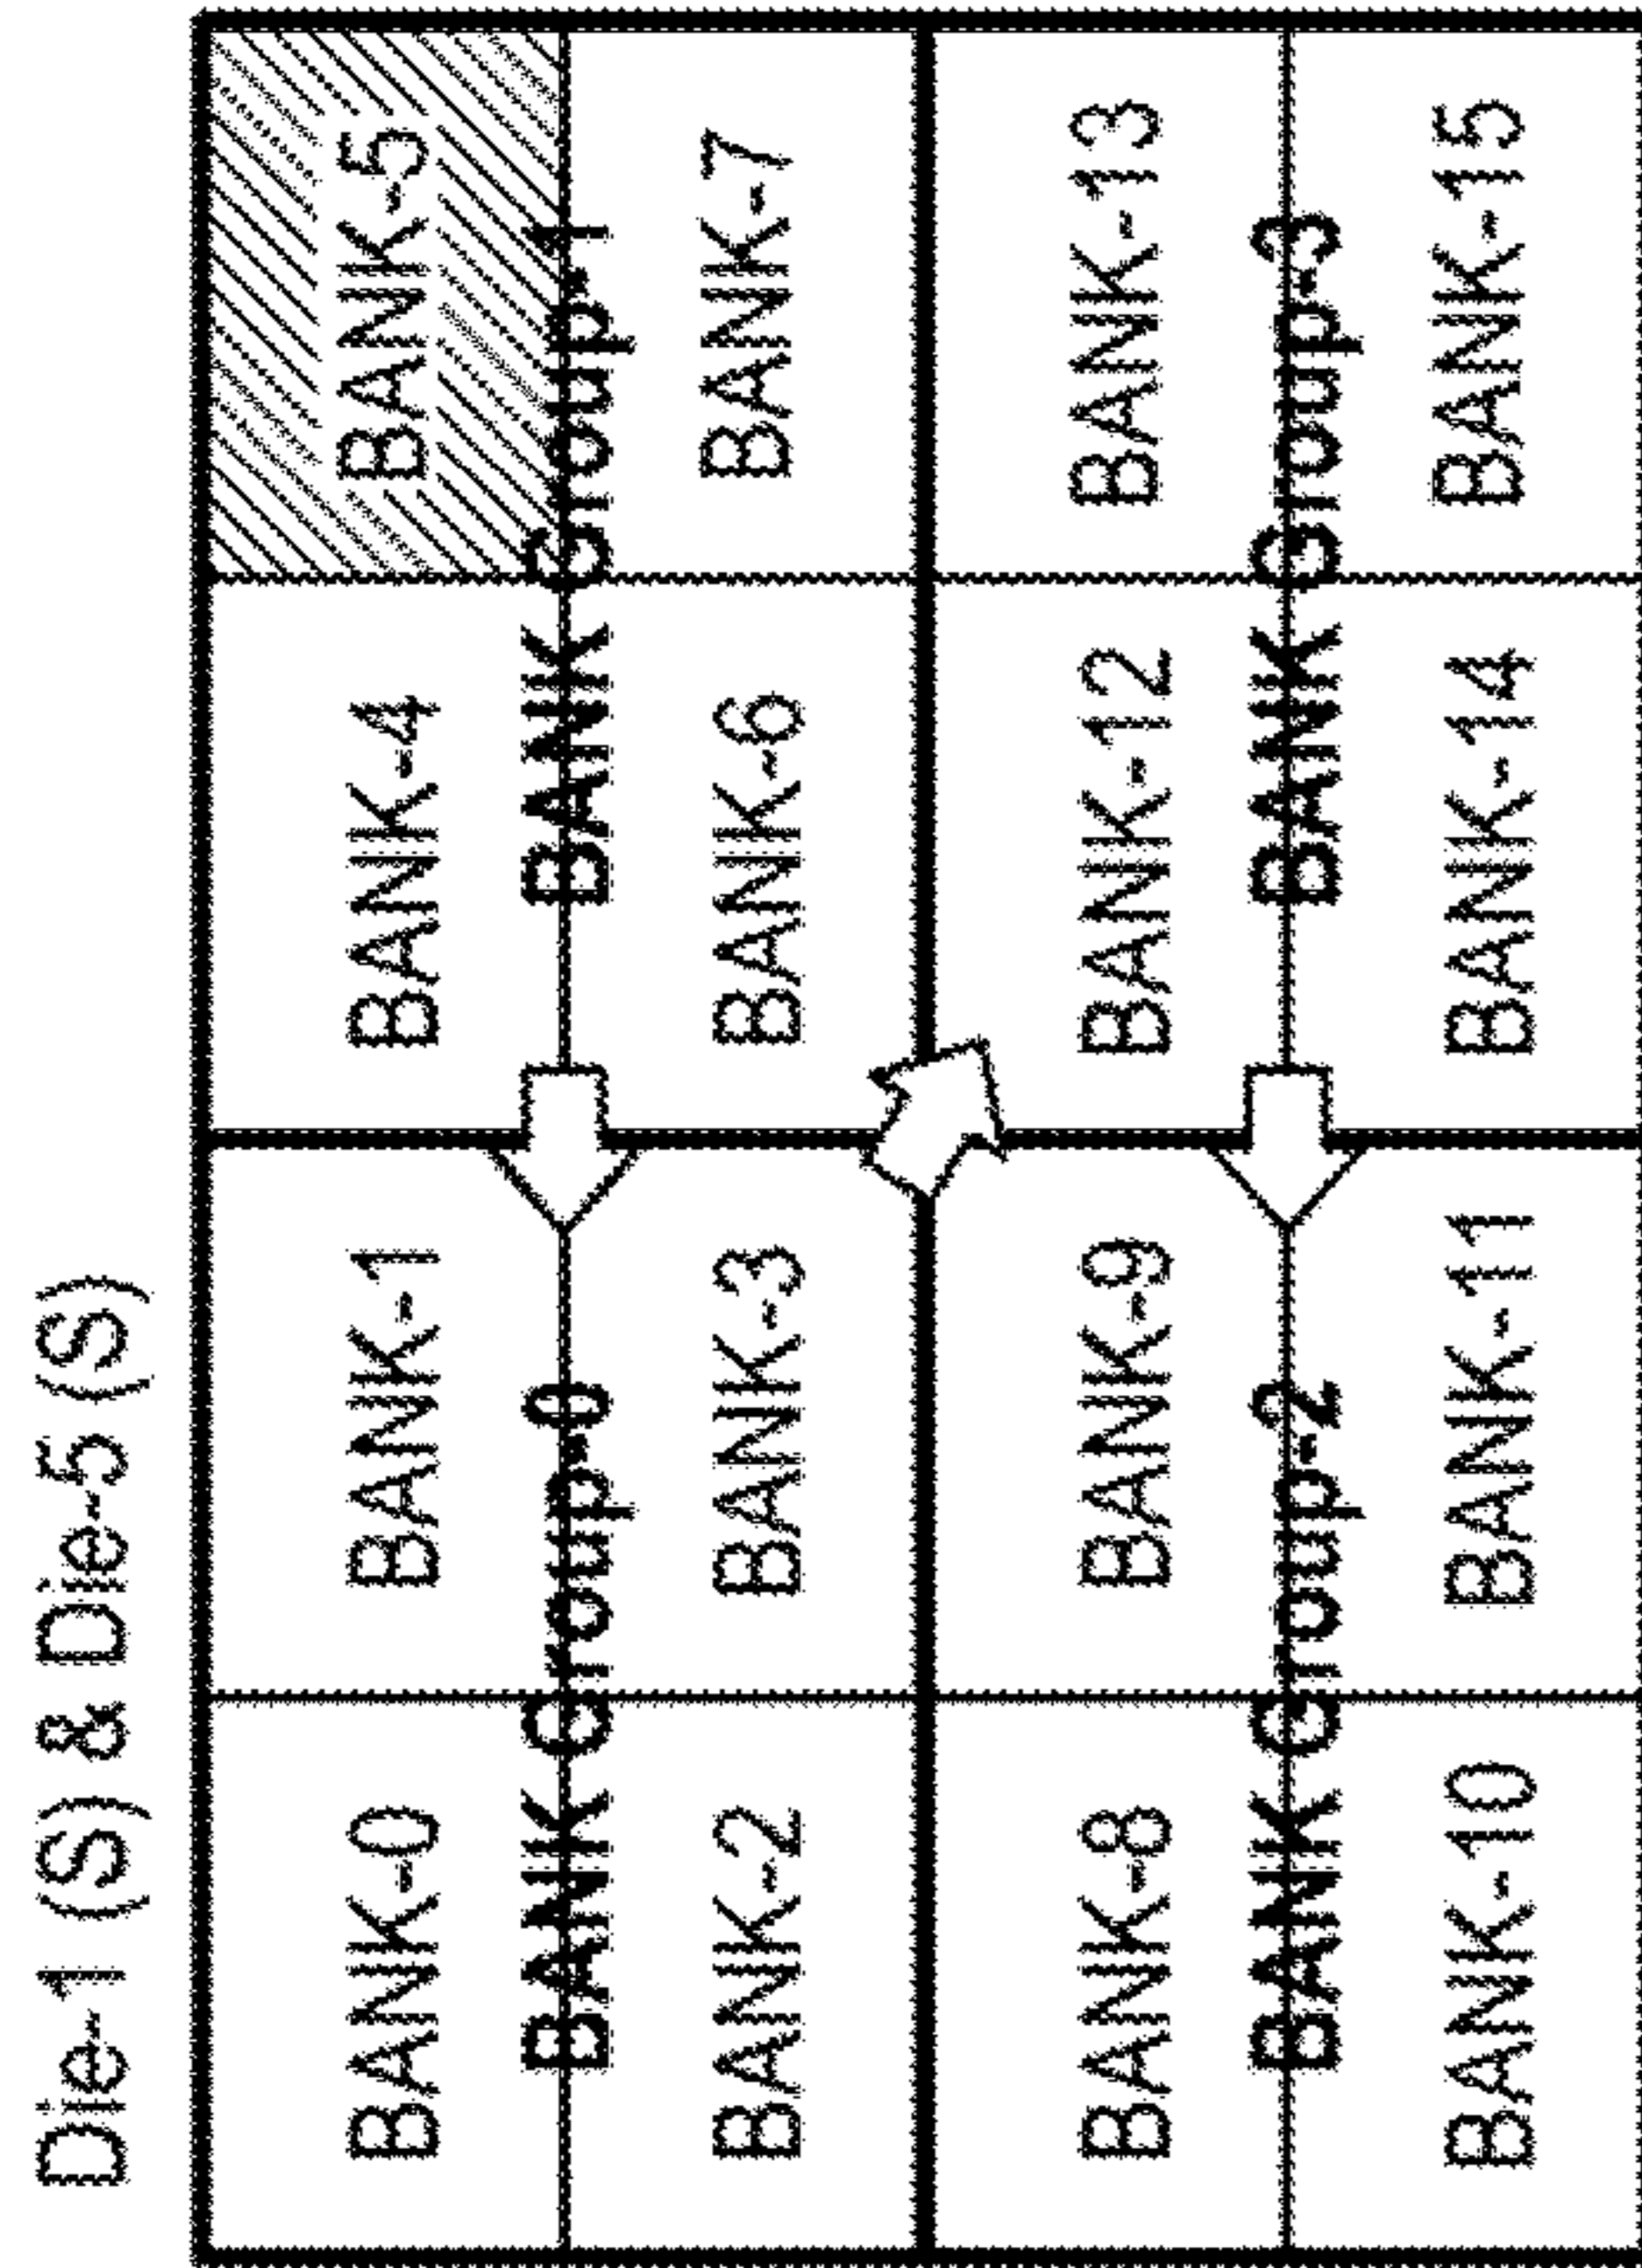 Die-1 (S) & Die-5 (S)
BANK-0
BANK-1
BANK-4
BANK-5
BANK Group-0
BANK Group-1
BANK-2
BANK-3
BANK-6
BANK-7
BANK-8
BANK-9
BANK-12
BANK-13
BANK Group-2
BANK Group-3
BANK-10
BANK-11
BANK-14
BANK-15